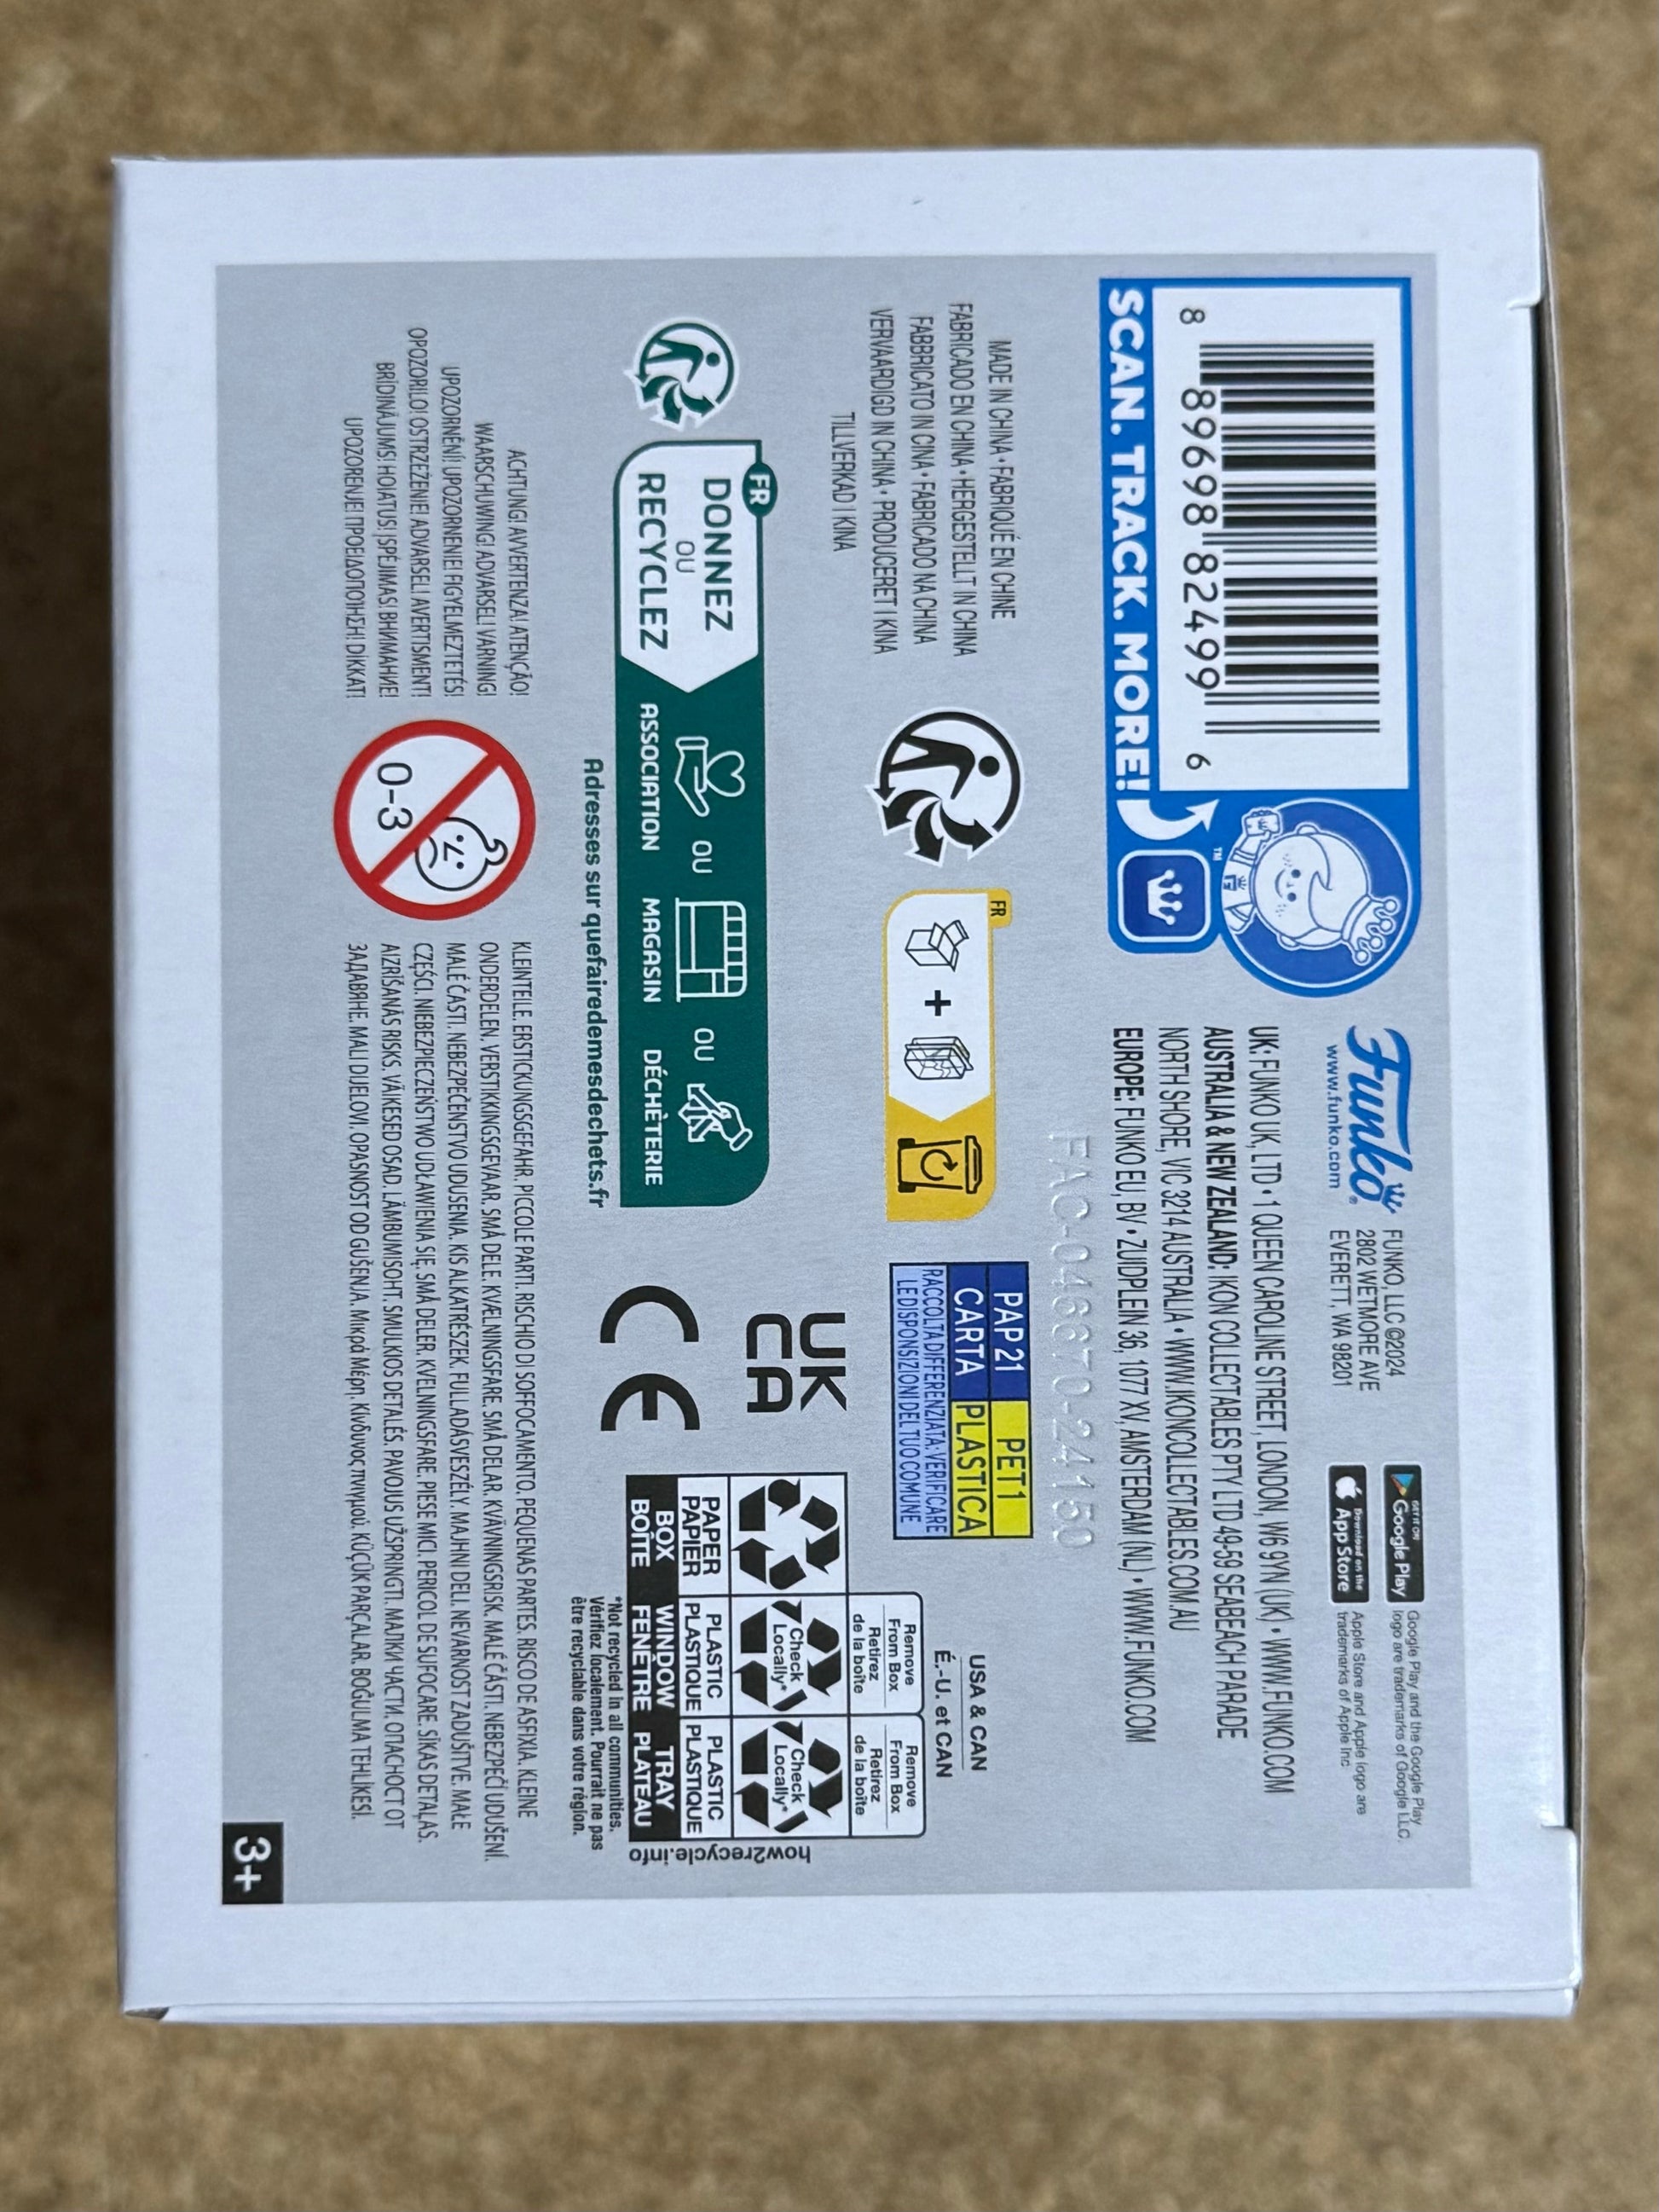 8 89698 82499 6
SCAN. TRACK. MORE!
TM
Funko®
www.funko.com
FUNKO, LLC ©2024
2802 WETMORE AVE
EVERETT, WA 98201
GET IT ON
Google Play
Google Play and the Google Play
logo are trademarks of Google LLC.
Download on the
App Store
Apple Store and Apple logo are
trademarks of Apple Inc.
UK: FUNKO UK, LTD • 1 QUEEN CAROLINE STREET, LONDON, W6 9YN (UK) • WWW.FUNKO.COM
AUSTRALIA & NEW ZEALAND: IKON COLLECTABLES PTY LTD 49-59 SEABEACH PARADE
NORTH SHORE, VIC 3214 AUSTRALIA • WWW.IKONCOLLECTABLES.COM.AU
EUROPE: FUNKO EU, BV • ZUIDPLEIN 36, 1077 XV, AMSTERDAM (NL) • WWW.FUNKO.COM
FAC-046670-24150
MADE IN CHINA • FABRIQUÉ EN CHINE
FABRICADO EN CHINA • HERGESTELLT IN CHINA
FABBRICATO IN CINA • FABRICADO NA CHINA
VERVAARDIGD IN CHINA • PRODUCERET I KINA
TILLVERKAD I KINA
FR
+
PAP 21 PET 1
CARTA PLASTICA
RACCOLTA DIFFERENZIATA: VERIFICARE
LE DISPONSIZIONI DEL TUO COMUNE
USA & CAN
É.-U. et CAN
FR
DONNEZ
OU
RECYCLEZ
ASSOCIATION OU MAGASIN OU DÉCHÈTERIE
Adresses sur quefairedemesdechets.fr
UK
CA
CE
Remove
From Box
Retirez
de la boîte
Remove
From Box
Retirez
de la boîte
Check
Locally*
Check
Locally*
PAPER PLASTIC PLASTIC
PAPIER PLASTIQUE PLASTIQUE
BOX WINDOW TRAY
BOÎTE FENÊTRE PLATEAU
how2recycle.info
*Not recycled in all communities.
Vérifiez localement. Pourrait ne pas
être recyclable dans votre région.
ACHTUNG! AVVERTENZA! ATENÇÃO!
WAARSCHUWING! ADVARSEL! VARNING!
UPOZORNĚNÍ! UPOZORNENIE! FIGYELMEZTETÉS!
OPOZORILO! OSTRZEŻENIE! ADVARSEL! AVERTISMENT!
BRĪDINĀJUMS! HOIATUS! ĮSPĖJIMAS! ВНИМАНИЕ!
UPOZORENJE! ΠΡΟΕΙΔΟΠΟΙΗΣΗ! DİKKAT!
0-3
KLEINTEILE. ERSTICKUNGSGEFAHR. PICCOLE PARTI. RISCHIO DI SOFFOCAMENTO. PEQUENAS PARTES. RISCO DE ASFIXIA. KLEINE
ONDERDELEN. VERSTIKKINGSGEVAAR. SMÅ DELE. KVÆLNINGSFARE. SMÅ DELAR. KVÄVNINGSRISK. MALÉ ČÁSTI. NEBEZPEČÍ UDUŠENÍ.
MALÉ ČASTI. NEBEZPEČENSTVO UDUSENIA. KIS ALKATRÉSZEK. FULLADÁSVESZÉLY. MAJHNI DELI. NEVARNOST ZADUŠITVE. MAŁE
CZĘŚCI. NIEBEZPIECZEŃSTWO UDŁAWIENIA SIĘ. SMÅ DELER. KVELNINGSFARE. PIESE MICI. PERICOL DE SUFOCARE. SĪKAS DETAĻAS.
AIZRĪŠANĀS RISKS. VÄIKESED OSAD. LÄMBUMISOHT. SMULKIOS DETALĖS. PAVOJUS UŽSPRINGTI. МАЛКИ ЧАСТИ. ОПАСНОСТ ОТ
ЗАДАВЯНЕ. MALI DIJELOVI. OPASNOST OD GUŠENJA. Μικρά Μέρη. Κίνδυνος πνιγμού. KÜÇÜK PARÇALAR. BOĞULMA TEHLİKESİ.
3+